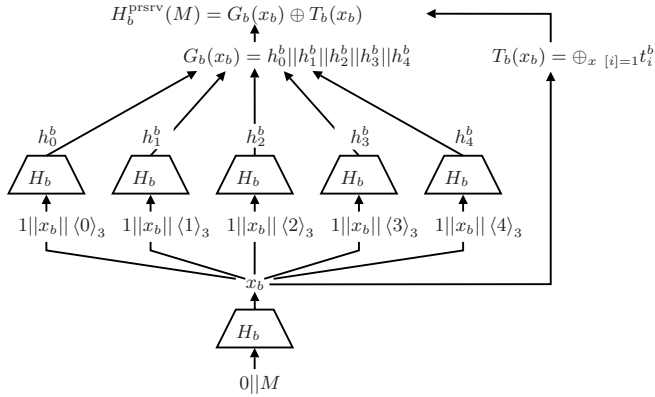 H_b^{prsrv}(M) = G_b(x_b) ⊕ T_b(x_b)
G_b(x_b) = h_0^b||h_1^b||h_2^b||h_3^b||h_4^b
T_b(x_b) = ⊕_{x [i]=1} t_i^b
h_0^b h_1^b h_2^b h_3^b h_4^b
H_b H_b H_b H_b H_b
1||x_b||⟨0⟩_3 1||x_b||⟨1⟩_3 1||x_b||⟨2⟩_3 1||x_b||⟨3⟩_3 1||x_b||⟨4⟩_3
x_b
H_b
0||M